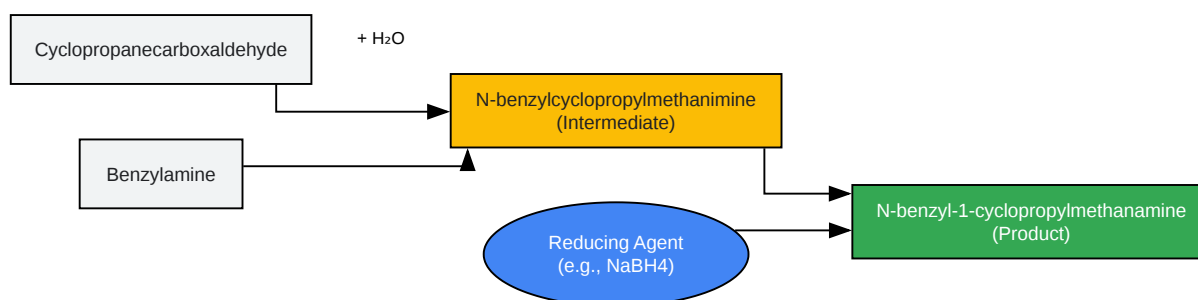 Cyclopropanecarboxaldehyde
+ H₂O
N-benzylcyclopropylmethanimine
(Intermediate)
Benzylamine
N-benzyl-1-cyclopropylmethanamine
(Product)
Reducing Agent
(e.g., NaBH4)